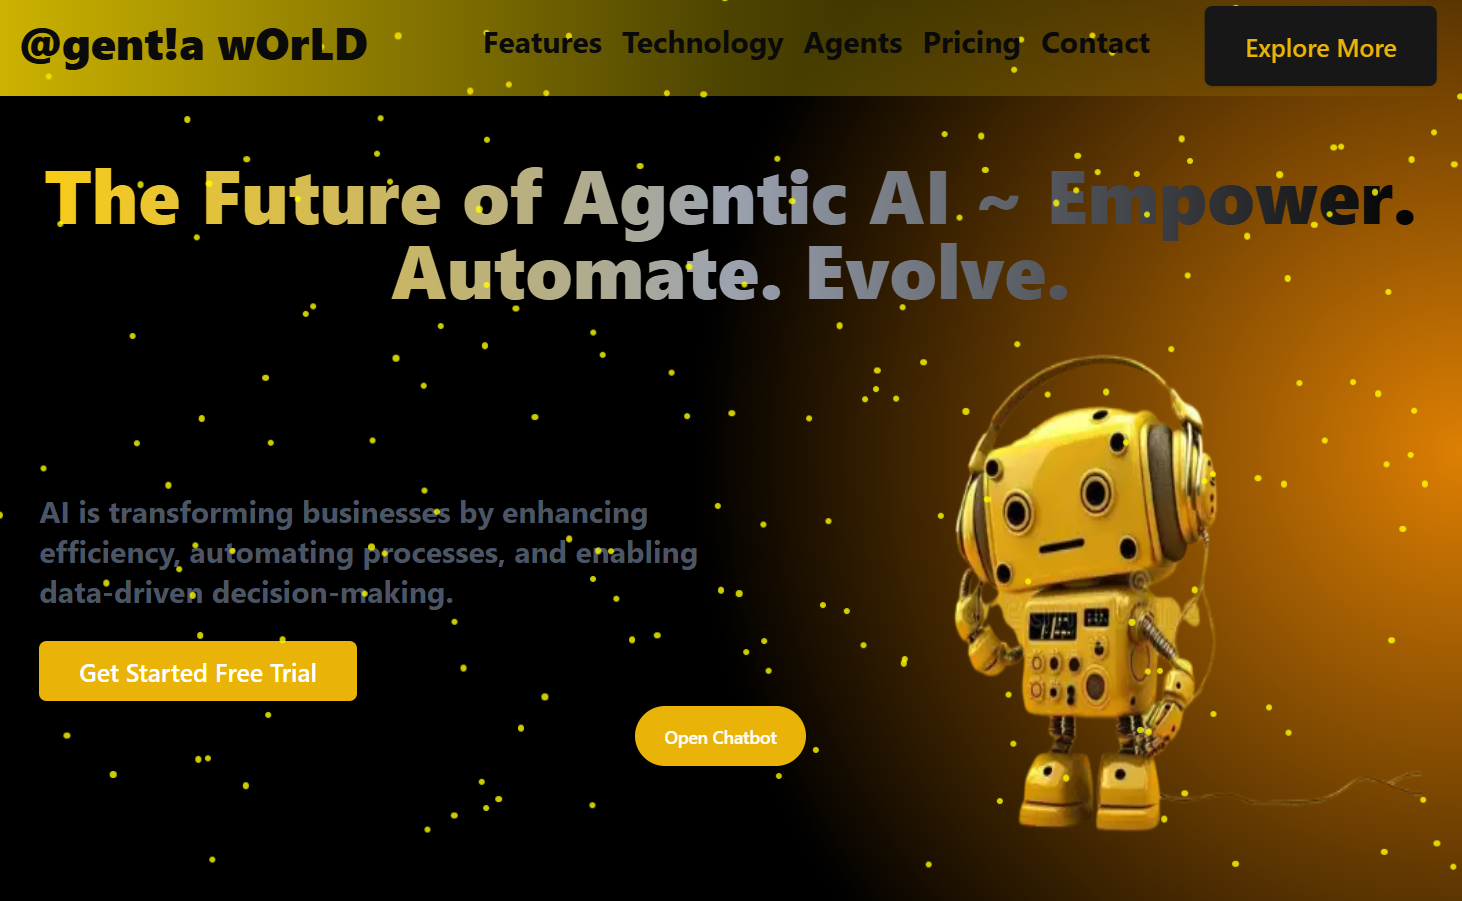 @gent!a wOrLD
Features Technology Agents Pricing Contact
Explore More
The Future of Agentic AI ~ Empower.
Automate. Evolve.
AI is transforming businesses by enhancing
efficiency, automating processes, and enabling
data-driven decision-making.
Get Started Free Trial
Open Chatbot